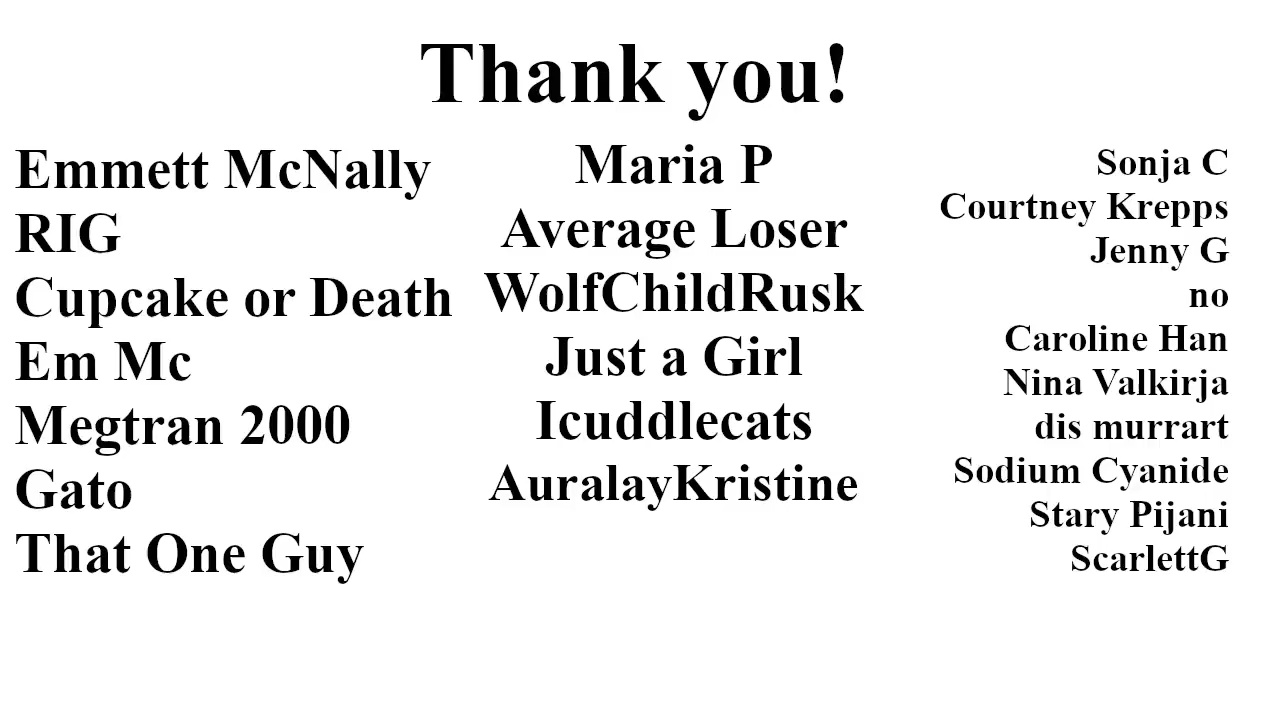 Thank you!
Emmett McNally
RIG
Cupcake or Death
Em Mc
Megtran 2000
Gato
That One Guy
Maria P
Average Loser
WolfChildRusk
Just a Girl
Icuddlecats
AuralayKristine
Sonja C
Courtney Krepps
Jenny G
no
Caroline Han
Nina Valkirja
dis murrart
Sodium Cyanide
Stary Pijani
ScarlettG